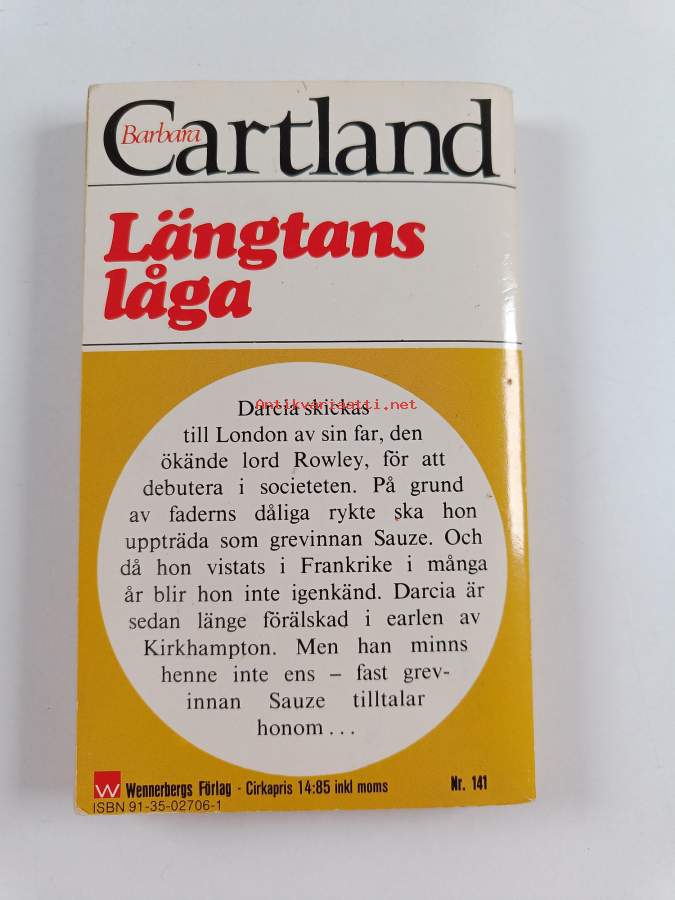 Barbara
Cartland
Längtans
låga
Antikvariaatti.net
Darcia skickas
till London av sin far, den
ökände lord Rowley, för att
debutera i societeten. På grund
av faderns dåliga rykte ska hon
uppträda som grevinnan Sauze. Och
då hon vistats i Frankrike i många
år blir hon inte igenkänd. Darcia är
sedan länge förälskad i earlen av
Kirkhampton. Men han minns
henne inte ens – fast grev-
innan Sauze tilltalar
honom ...
W Wennerbergs Förlag · Cirkapris 14:85 inkl moms Nr. 141
ISBN 91-35-02706-1